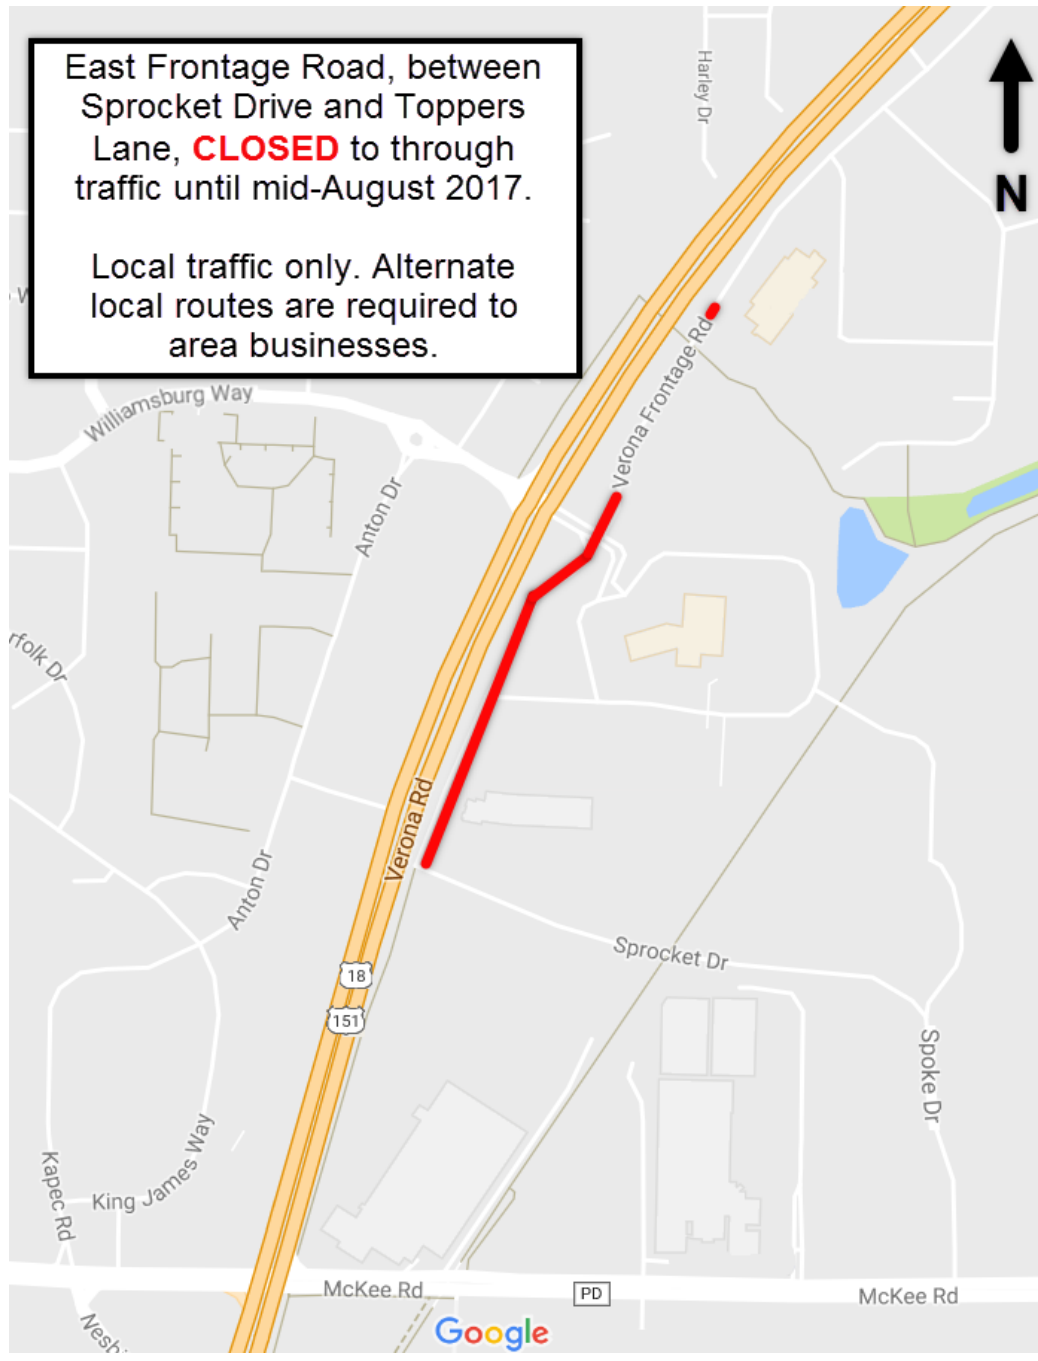 East Frontage Road, between
Sprocket Drive and Toppers
Lane, CLOSED to through
traffic until mid-August 2017.
Local traffic only. Alternate
local routes are required to
area businesses.
N
Harley Dr
Verona Frontage Rd
Williamsburg Way
Anton Dr
Verona Rd
Anton Dr
Sprocket Dr
18
151
Spoke Dr
King James Way
Kapec Rd
McKee Rd
PD
McKee Rd
Google